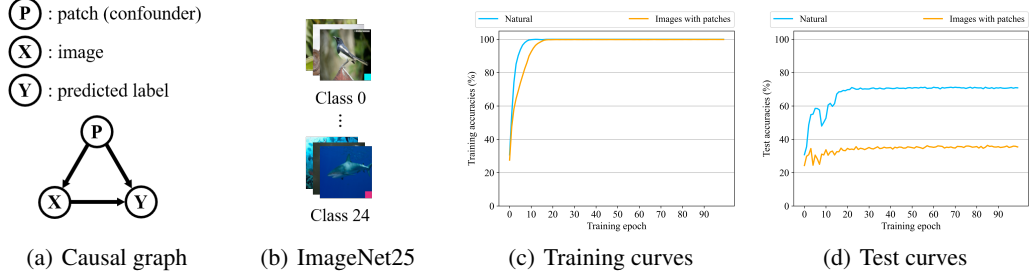 P : patch (confounder)
X : image
Y : predicted label
P
X
Y
(a) Causal graph
Class 0
⋮
Class 24
(b) ImageNet25
Natural
Images with patches
Training accuracies (%)
100
80
60
40
20
0
0 10 20 30 40 50 60 70 80 90
Training epoch
(c) Training curves
Natural
Images with patches
Test accuracies (%)
100
80
60
40
20
0
0 10 20 30 40 50 60 70 80 90
Training epoch
(d) Test curves